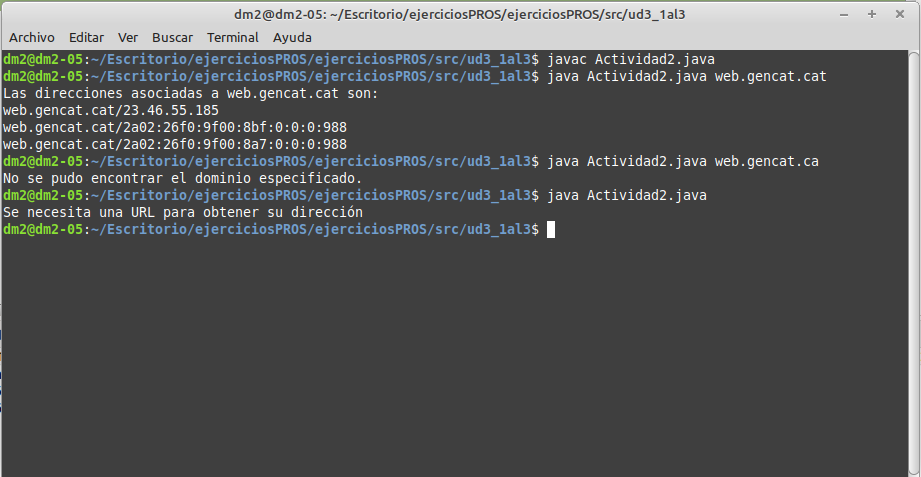 dm2@dm2-05: ~/Escritorio/ejerciciosPROS/ejerciciosPROS/src/ud3_1al3
Archivo Editar Ver Buscar Terminal Ayuda
dm2@dm2-05:~/Escritorio/ejerciciosPROS/ejerciciosPROS/src/ud3_1al3$ javac Actividad2.java
dm2@dm2-05:~/Escritorio/ejerciciosPROS/ejerciciosPROS/src/ud3_1al3$ java Actividad2.java web.gencat.cat
Las direcciones asociadas a web.gencat.cat son:
web.gencat.cat/23.46.55.185
web.gencat.cat/2a02:26f0:9f00:8bf:0:0:0:988
web.gencat.cat/2a02:26f0:9f00:8a7:0:0:0:988
dm2@dm2-05:~/Escritorio/ejerciciosPROS/ejerciciosPROS/src/ud3_1al3$ java Actividad2.java web.gencat.ca
No se pudo encontrar el dominio especificado.
dm2@dm2-05:~/Escritorio/ejerciciosPROS/ejerciciosPROS/src/ud3_1al3$ java Actividad2.java
Se necesita una URL para obtener su dirección
dm2@dm2-05:~/Escritorio/ejerciciosPROS/ejerciciosPROS/src/ud3_1al3$